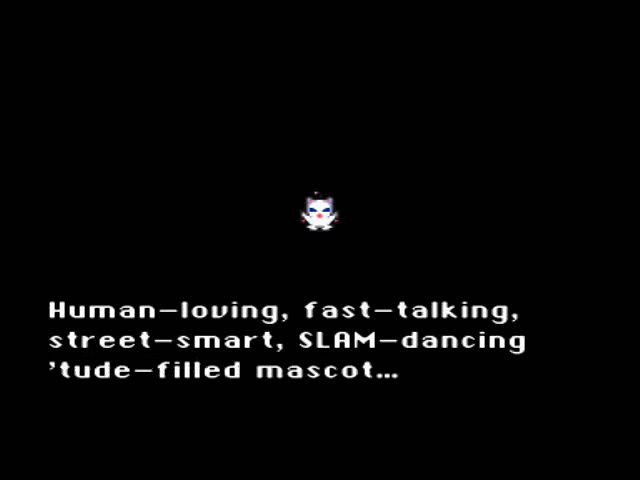 Human-loving, fast-talking,
street-smart, SLAM-dancing
'tude-filled mascot...